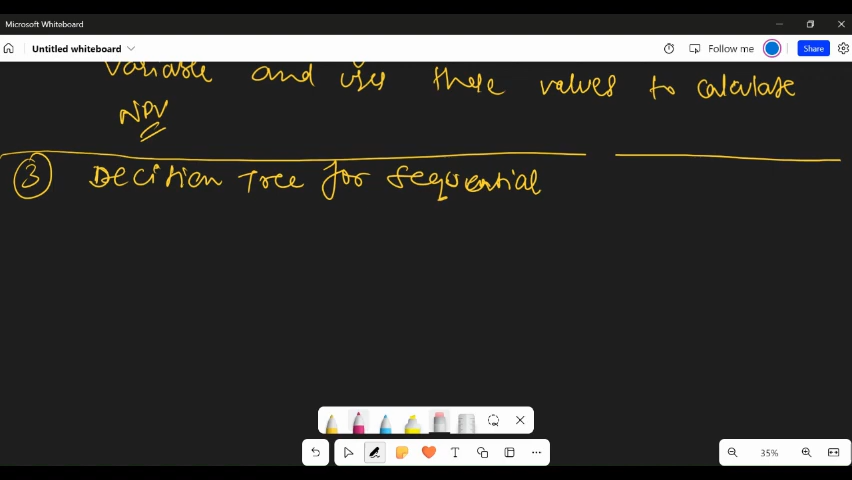 Microsoft Whiteboard
Untitled whiteboard
Follow me
Share
Variable and uses these values to calculate
NPV
3 Decision Tree for Sequential
35%